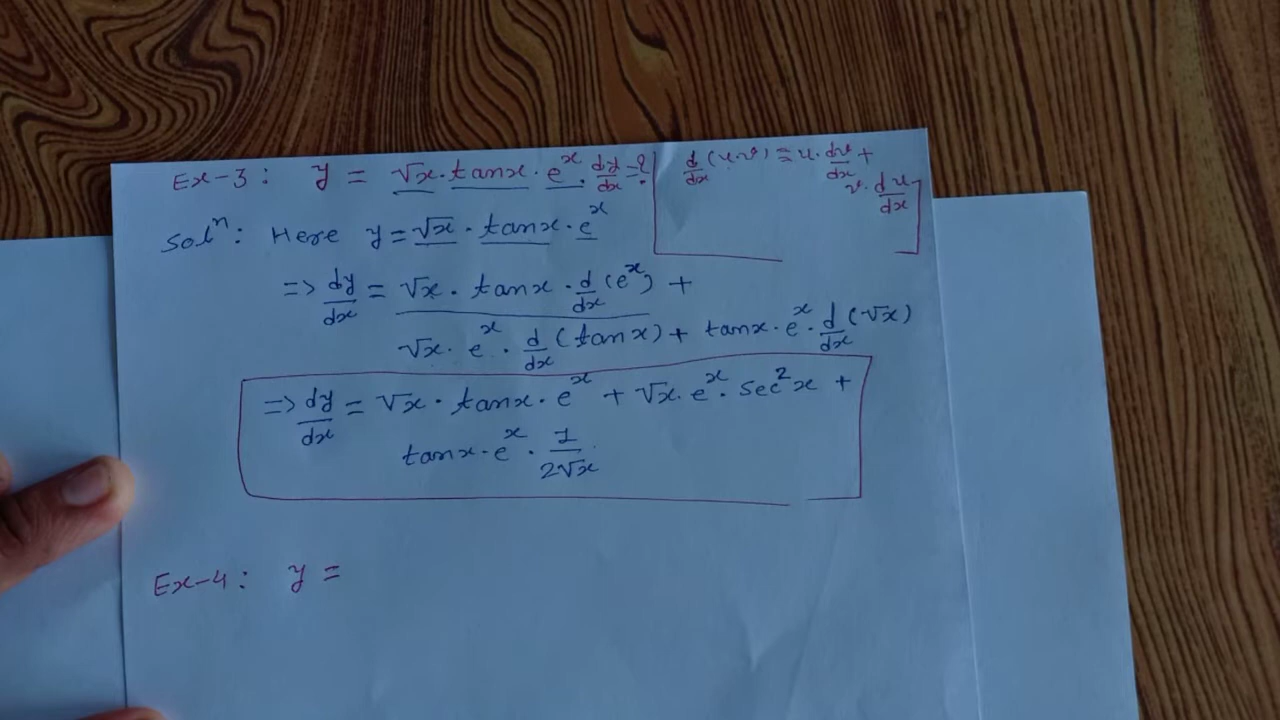 Ex-3: y = √x · tanx · e^x · dy/dx = ?
d/dx (u·v) = u · dv/dx +
v · du/dx
Solⁿ: Here y = √x · tanx · e^x
=> dy/dx = √x · tanx · d/dx (e^x) +
√x · e^x · d/dx (tanx) + tanx · e^x · d/dx (√x)
=> dy/dx = √x · tanx · e^x + √x · e^x · sec²x +
tanx · e^x · 1/2√x
Ex-4: y =